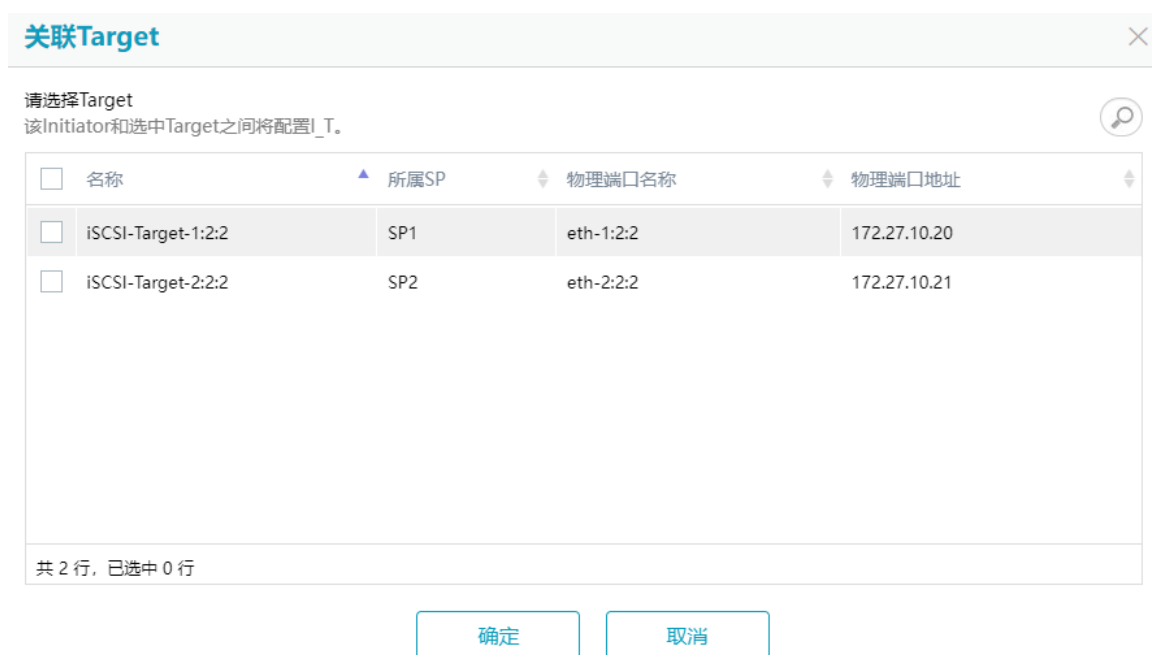 关联Target
请选择Target
该Initiator和选中Target之间将配置I_T。
名称 所属SP 物理端口名称 物理端口地址
iSCSI-Target-1:2:2 SP1 eth-1:2:2 172.27.10.20
iSCSI-Target-2:2:2 SP2 eth-2:2:2 172.27.10.21
共 2 行，已选中 0 行
确定 取消